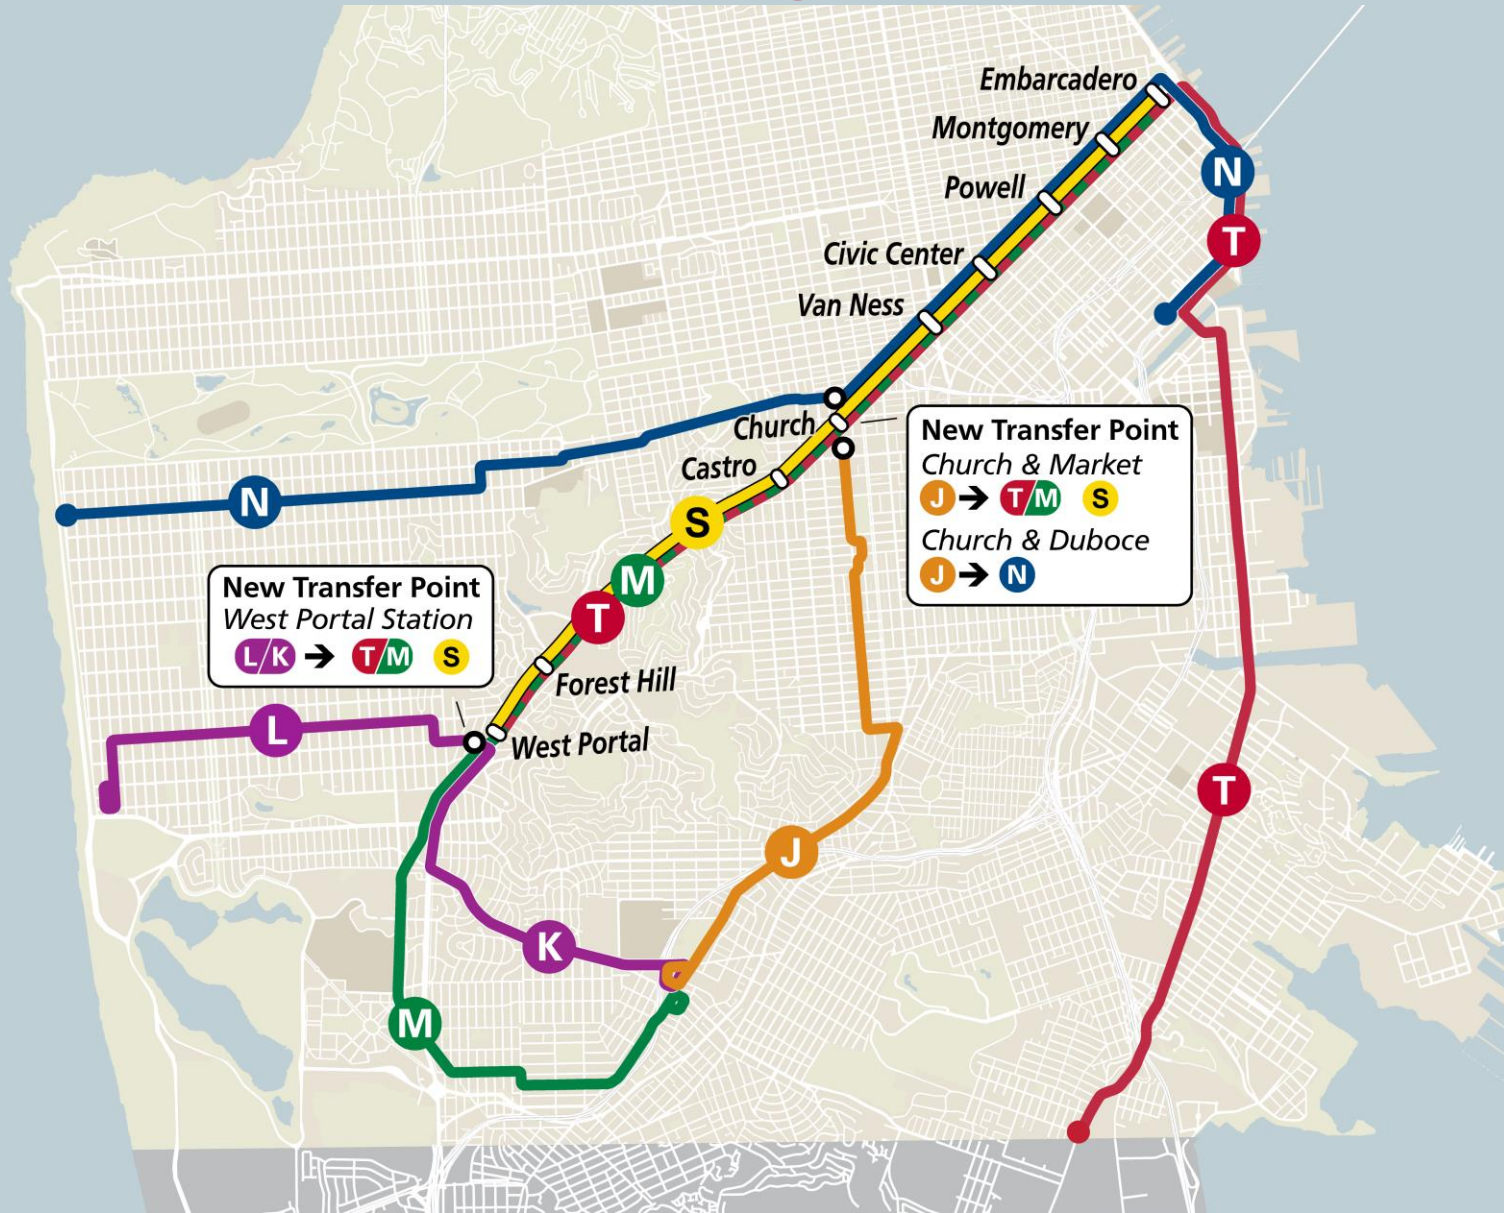 Embarcadero
Montgomery
N
Powell
T
Civic Center
Van Ness
Church
New Transfer Point
Church & Market
J T/M S
Church & Duboce
J N
Castro
N
S
M
T
New Transfer Point
West Portal Station
L/K T/M S
Forest Hill
L
West Portal
T
J
K
M